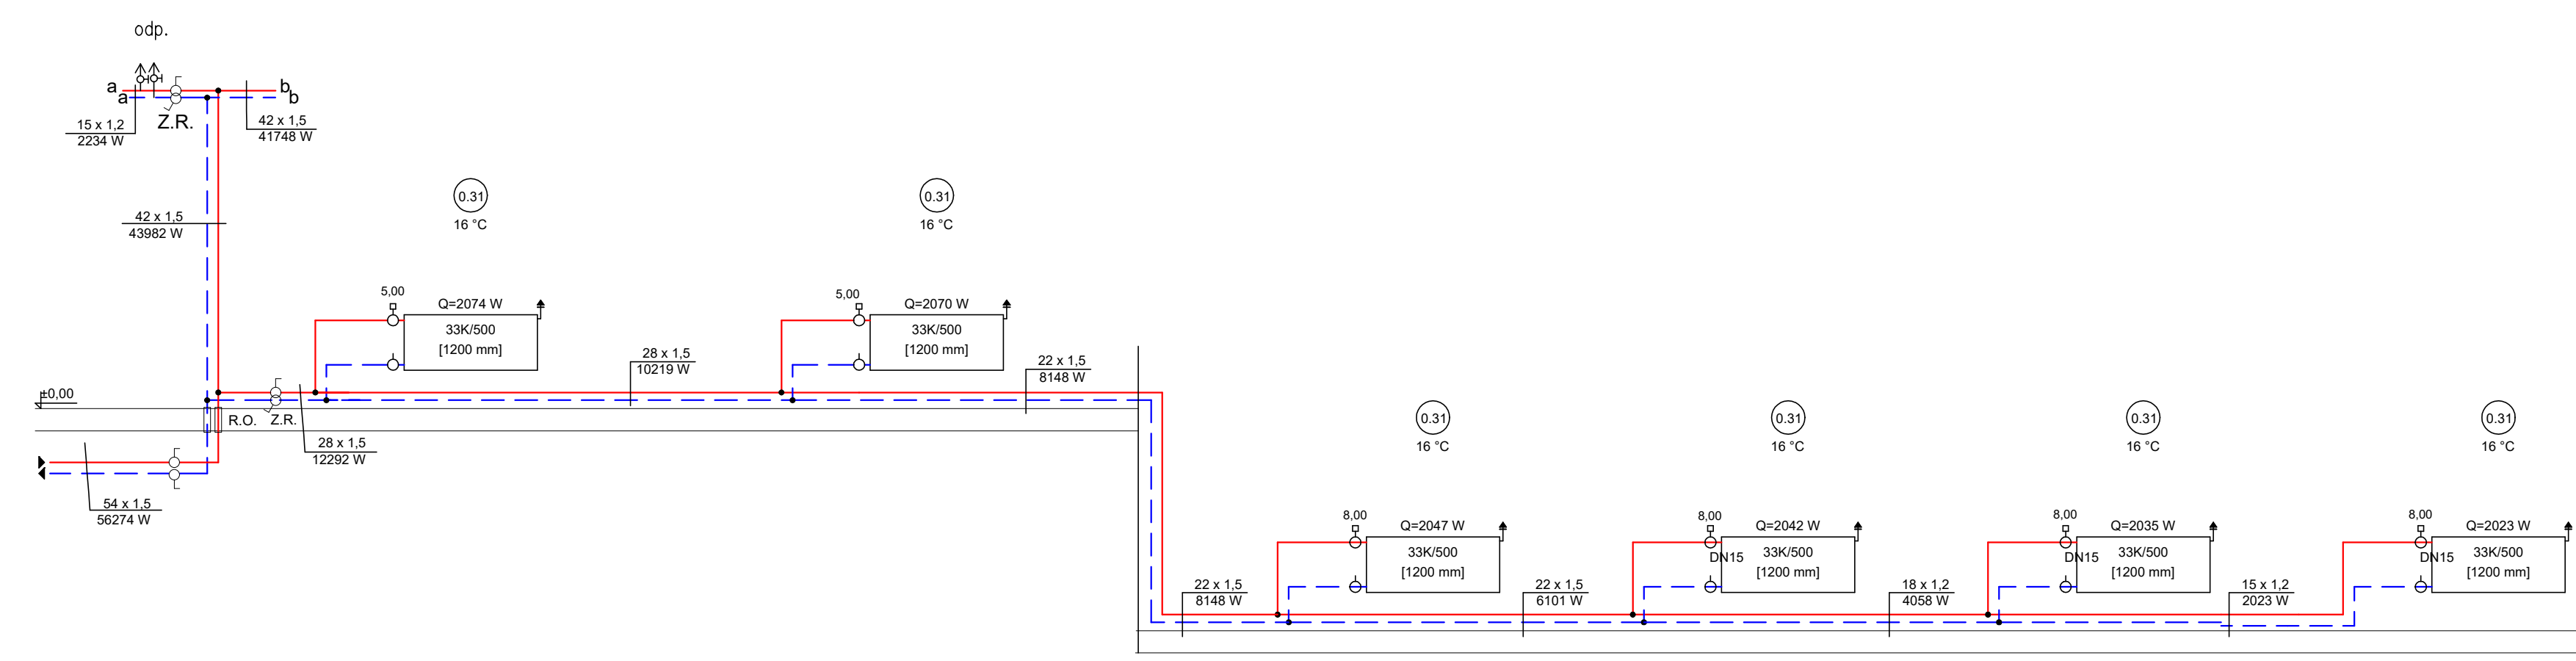 odp.
a
a
b
b
15 x 1,2
2234 W
Z.R.
42 x 1,5
41748 W
42 x 1,5
43982 W
0.31
16 °C
0.31
16 °C
5,00
Q=2074 W
33K/500
[1200 mm]
5,00
Q=2070 W
33K/500
[1200 mm]
28 x 1,5
10219 W
22 x 1,5
8148 W
±0,00
R.O.
Z.R.
28 x 1,5
12292 W
54 x 1,5
56274 W
0.31
16 °C
0.31
16 °C
0.31
16 °C
0.31
16 °C
8,00
Q=2047 W
33K/500
[1200 mm]
8,00
Q=2042 W
DN15
33K/500
[1200 mm]
8,00
Q=2035 W
DN15
33K/500
[1200 mm]
8,00
Q=2023 W
DN15
33K/500
[1200 mm]
22 x 1,5
8148 W
22 x 1,5
6101 W
18 x 1,2
4058 W
15 x 1,2
2023 W